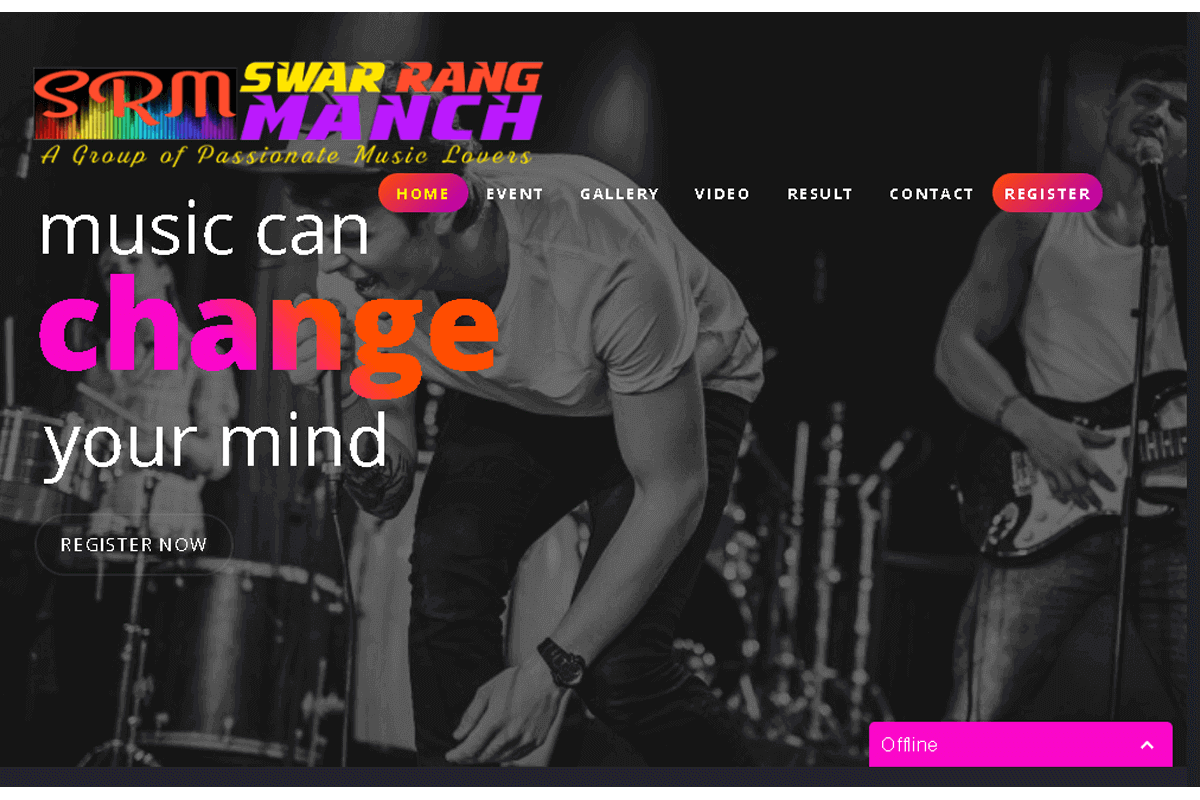 SRM SWAR RANG
MANCH
A Group of Passionate Music Lovers
HOME EVENT GALLERY VIDEO RESULT CONTACT REGISTER
music can
change
your mind
REGISTER NOW
Offline